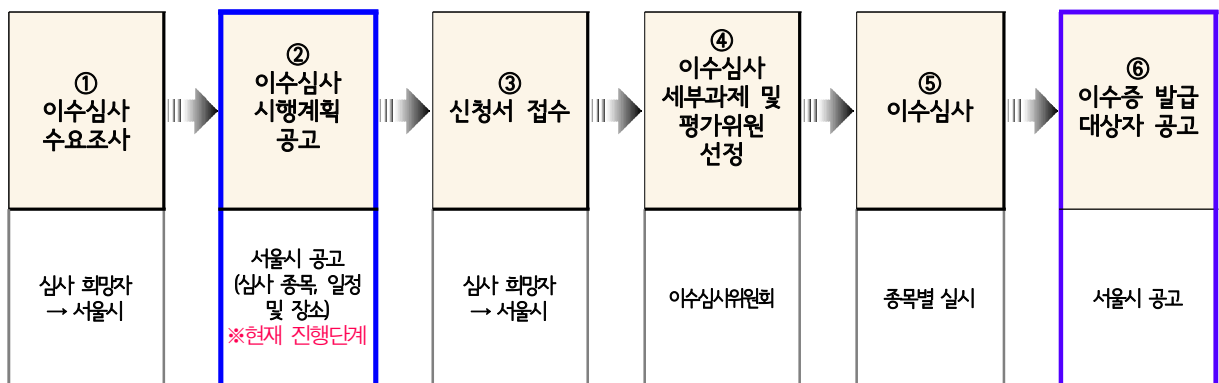 ①
이수심사
수요조사
②
이수심사
시행계획
공고
③
신청서 접수
④
이수심사
세부과제 및
평가위원
선정
⑤
이수심사
⑥
이수증 발급
대상자 공고
심사 희망자
→ 서울시
서울시 공고
(심사 종목, 일정
및 장소)
※현재 진행단계
심사 희망자
→ 서울시
이수심사위원회
종목별 실시
서울시 공고